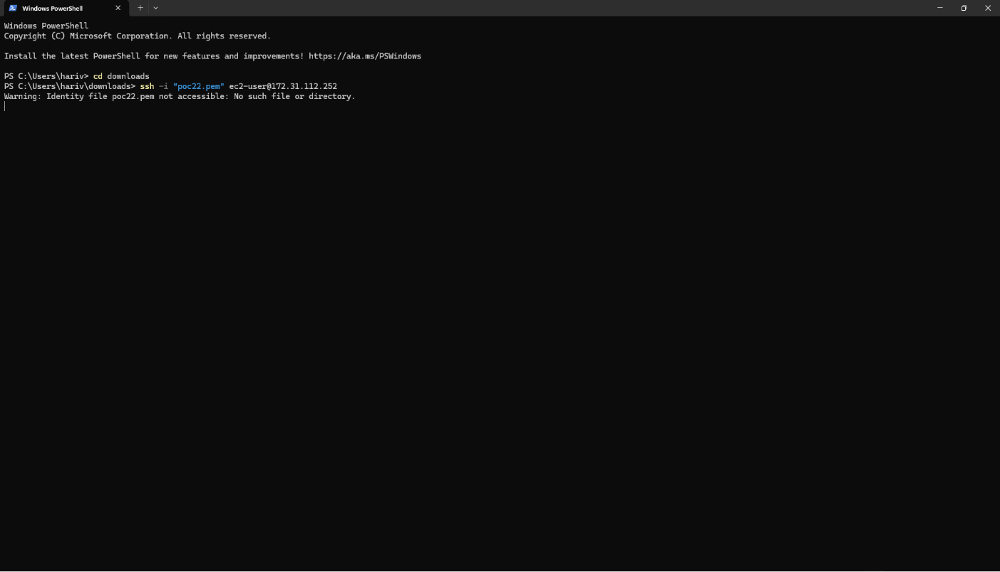 Windows PowerShell
Windows PowerShell
Copyright (C) Microsoft Corporation. All rights reserved.
Install the latest PowerShell for new features and improvements! https://aka.ms/PSWindows
PS C:\Users\hariv> cd downloads
PS C:\Users\hariv\downloads> ssh -i "poc22.pem" ec2-user@172.31.112.252
Warning: Identity file poc22.pem not accessible: No such file or directory.